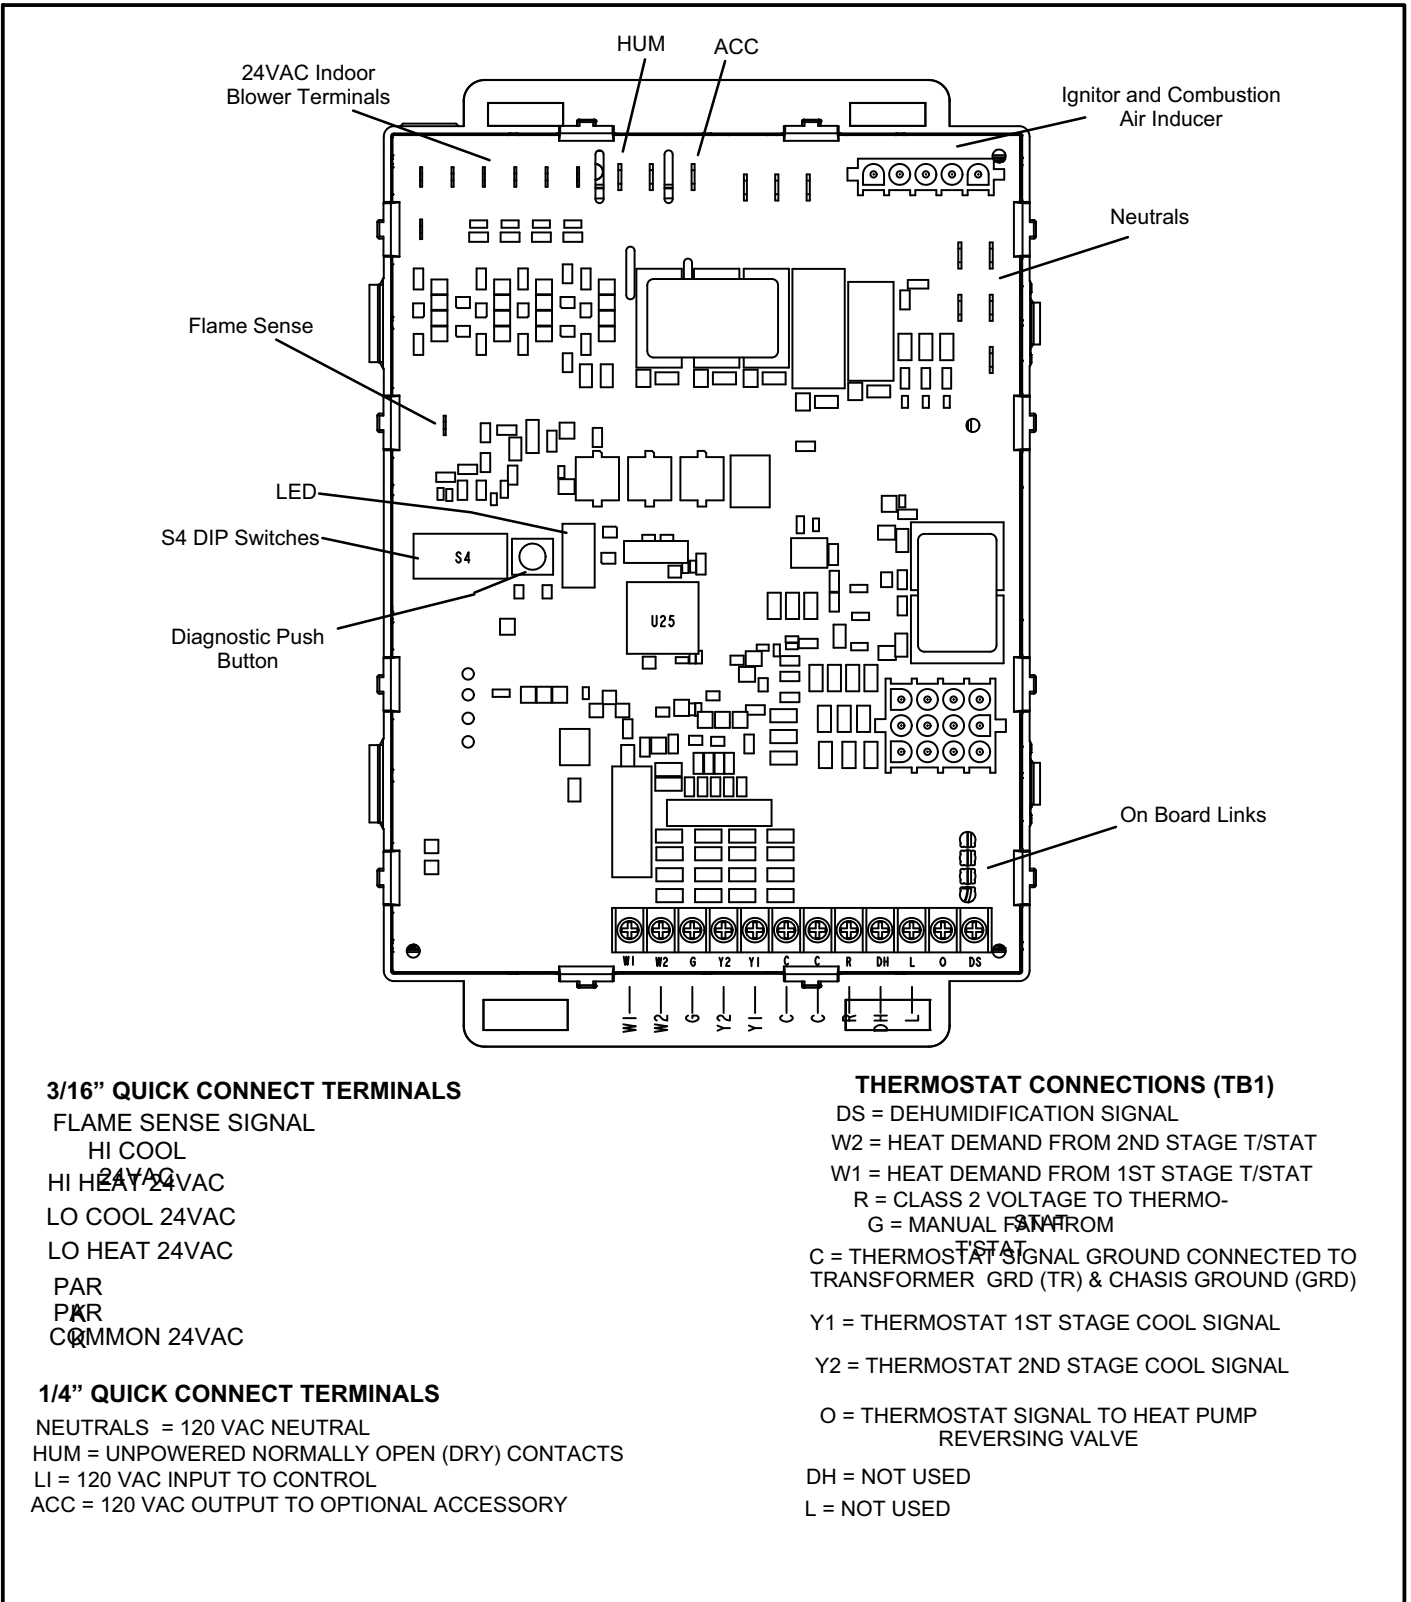 HUM
ACC
24VAC Indoor
Blower Terminals
Ignitor and Combustion
Air Inducer
Neutrals
Flame Sense
LED
S4 DIP Switches
S4
U25
Diagnostic Push
Button
On Board Links
W1 W2 G Y2 Y1 C C R DH L O DS
W1 W2 G Y2 Y1 C C R DH L
3/16” QUICK CONNECT TERMINALS
FLAME SENSE SIGNAL
HI COOL
24VAC
HI HEAT 24VAC
LO COOL 24VAC
LO HEAT 24VAC
PAR
K
PAR
K
COMMON 24VAC
1/4” QUICK CONNECT TERMINALS
NEUTRALS = 120 VAC NEUTRAL
HUM = UNPOWERED NORMALLY OPEN (DRY) CONTACTS
LI = 120 VAC INPUT TO CONTROL
ACC = 120 VAC OUTPUT TO OPTIONAL ACCESSORY
THERMOSTAT CONNECTIONS (TB1)
DS = DEHUMIDIFICATION SIGNAL
W2 = HEAT DEMAND FROM 2ND STAGE T/STAT
W1 = HEAT DEMAND FROM 1ST STAGE T/STAT
R = CLASS 2 VOLTAGE TO THERMO-
STAT
G = MANUAL FAN FROM
T'STAT
C = THERMOSTAT SIGNAL GROUND CONNECTED TO
TRANSFORMER GRD (TR) & CHASIS GROUND (GRD)
Y1 = THERMOSTAT 1ST STAGE COOL SIGNAL
Y2 = THERMOSTAT 2ND STAGE COOL SIGNAL
O = THERMOSTAT SIGNAL TO HEAT PUMP
REVERSING VALVE
DH = NOT USED
L = NOT USED